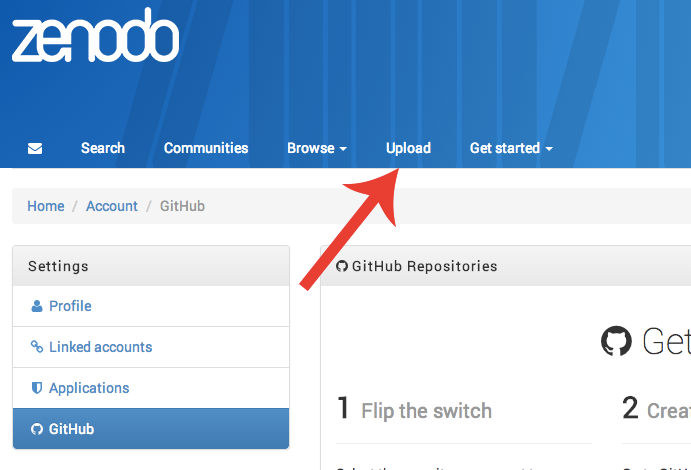 zenodo
Search Communities Browse Upload Get started
Home / Account / GitHub
Settings
Profile
Linked accounts
Applications
GitHub
GitHub Repositories
Get
1 Flip the switch
2 Crea